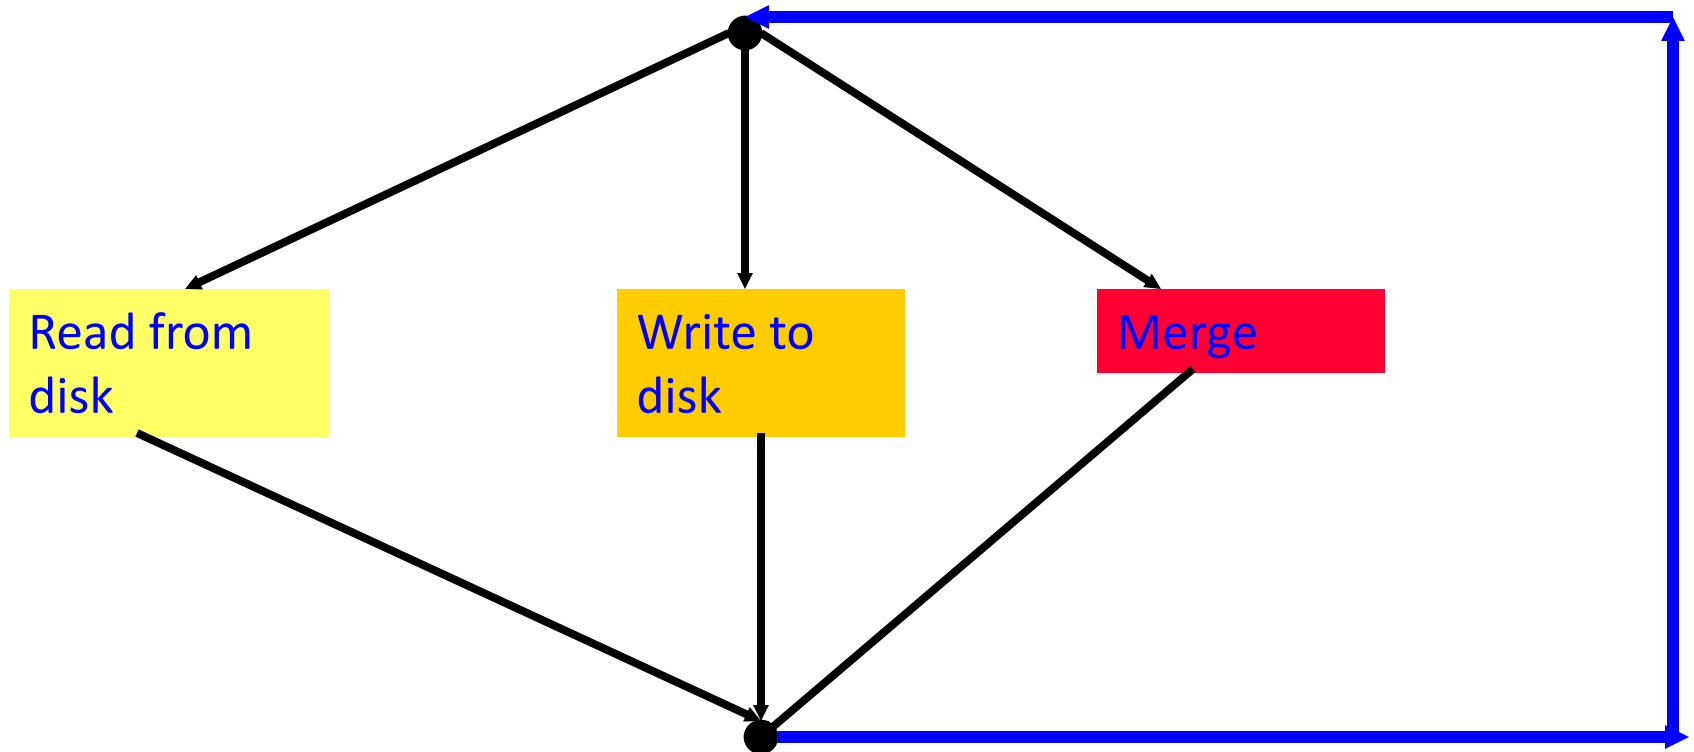 Read from
disk
Write to
disk
Merge